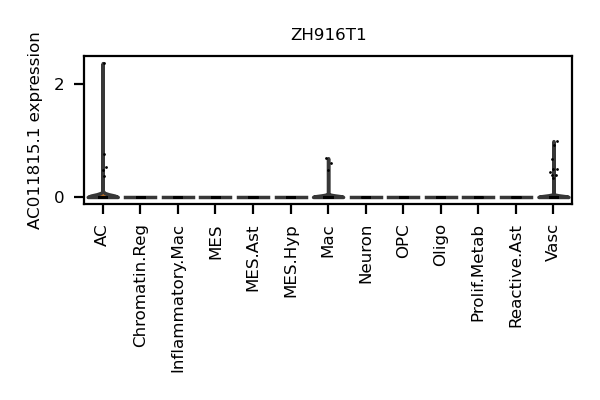 ZH916T1
AC011815.1 expression
2
0
AC
Chromatin.Reg
Inflammatory.Mac
MES
MES.Ast
MES.Hyp
Mac
Neuron
OPC
Oligo
Prolif.Metab
Reactive.Ast
Vasc